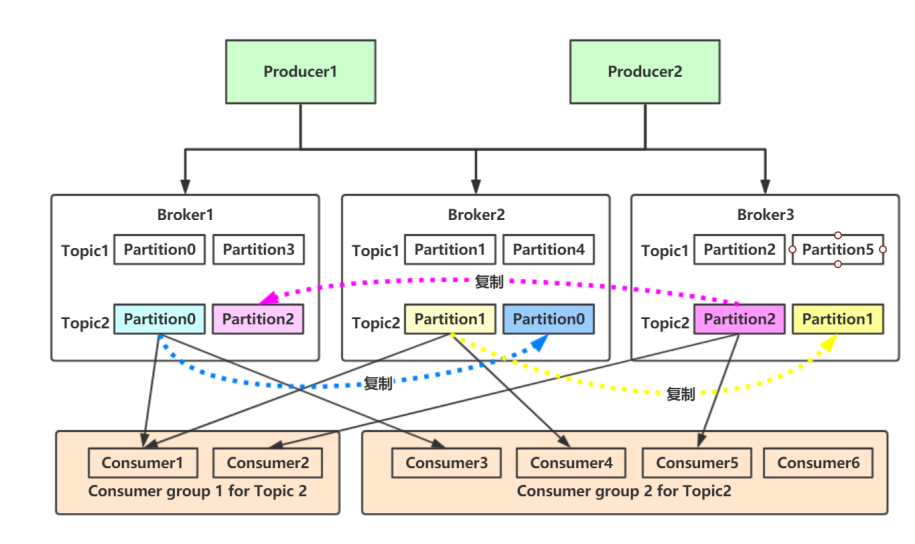 Producer1 Producer2
Broker1 Broker2 Broker3
Topic1 Partition0 Partition3 Topic1 Partition1 Partition4 Topic1 Partition2 Partition5
复制
Topic2 Partition0 Partition2 Topic2 Partition1 Partition0 Topic2 Partition2 Partition1
复制
复制
Consumer1 Consumer2 Consumer3 Consumer4 Consumer5 Consumer6
Consumer group 1 for Topic 2 Consumer group 2 for Topic2